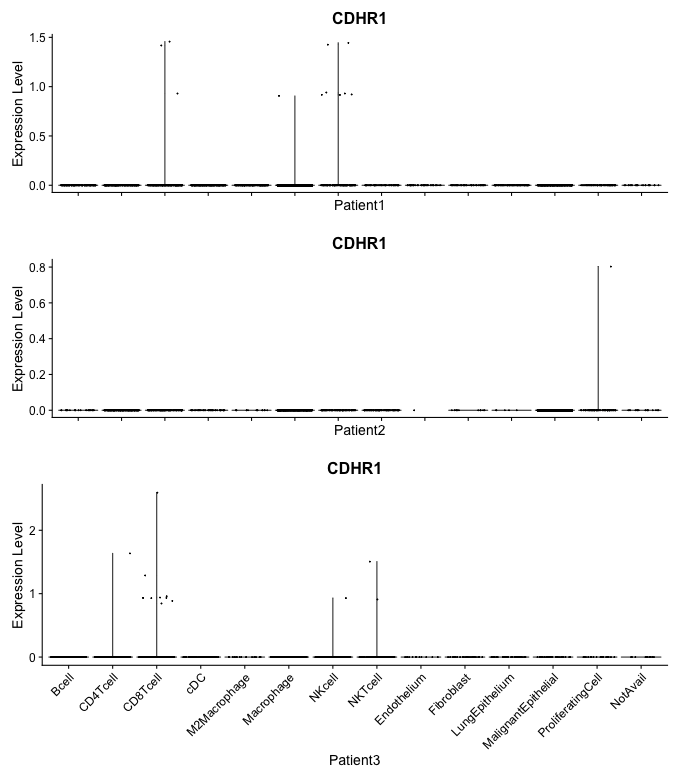 CDHR1
Expression Level
1.5
1.0
0.5
0.0
Patient1
CDHR1
Expression Level
0.8
0.6
0.4
0.2
0.0
Patient2
CDHR1
Expression Level
2
1
0
Bcell
CD4Tcell
CD8Tcell
cDC
M2Macrophage
Macrophage
NKcell
NKTcell
Endothelium
Fibroblast
LungEpithelium
MalignantEpithelial
ProliferatingCell
NotAvail
Patient3